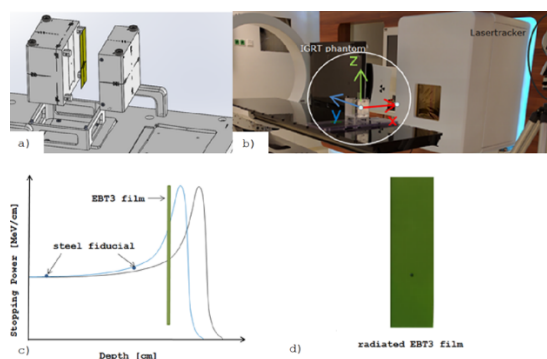 a)
b)
IGRT phantom
Lasertracker
z
y
x
EBT3 film
steel fiducial
Stopping Power [MeV/cm]
Depth [cm]
c)
d)
radiated EBT3 film